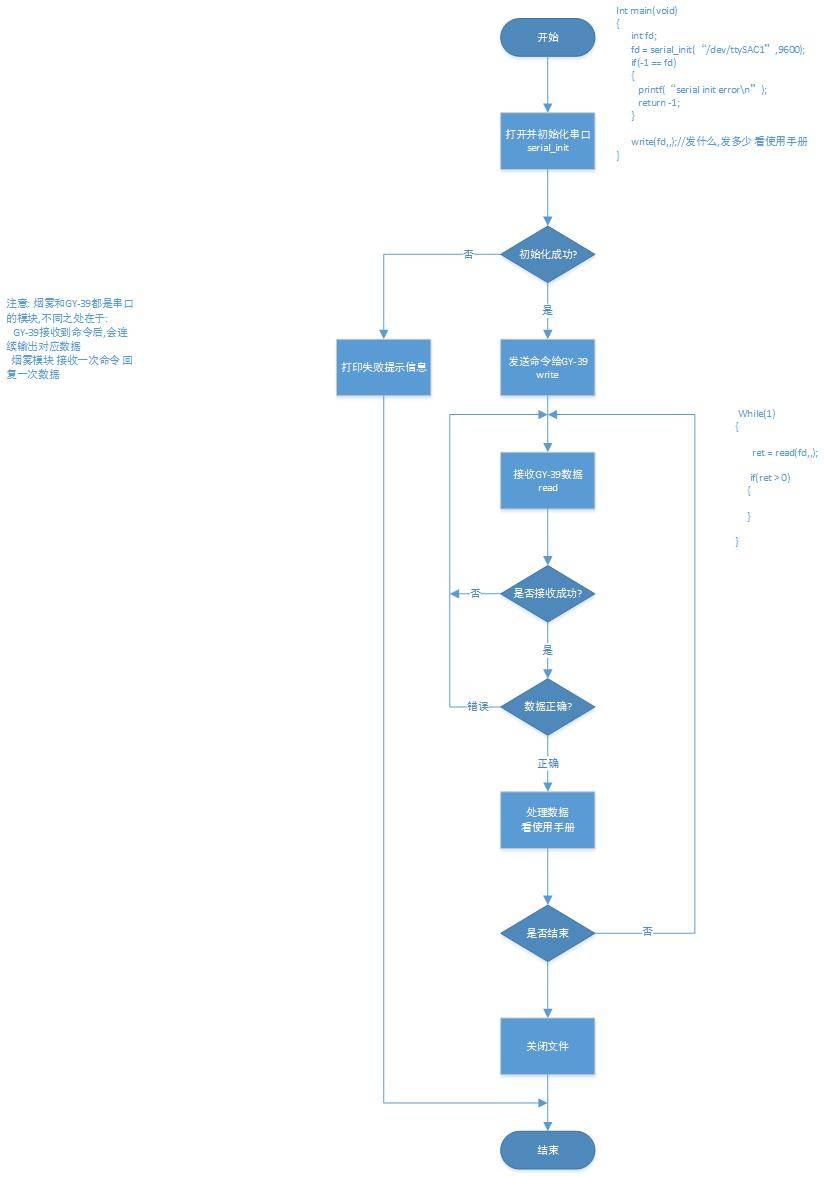 Int main(void)
{
int fd;
fd = serial_init( “/dev/ttySAC1” ,9600);
if(-1 == fd)
{
printf( “serial init error\n” );
return -1;
}
write(fd,,);//发什么,发多少 看使用手册
}
开始
打开并初始化串口
serial_init
初始化成功?
否
是
注意: 烟雾和GY-39都是串口
的模块,不同之处在于:
GY-39接收到命令后,会连
续输出对应数据
烟雾模块 接收一次命令 回
复一次数据
打印失败提示信息
发送命令给GY-39
write
While(1)
{
ret = read(fd,,);
if(ret > 0)
{
}
}
接收GY-39数据
read
是否接收成功?
否
是
数据正确?
错误
正确
处理数据
看使用手册
是否结束
否
关闭文件
结束